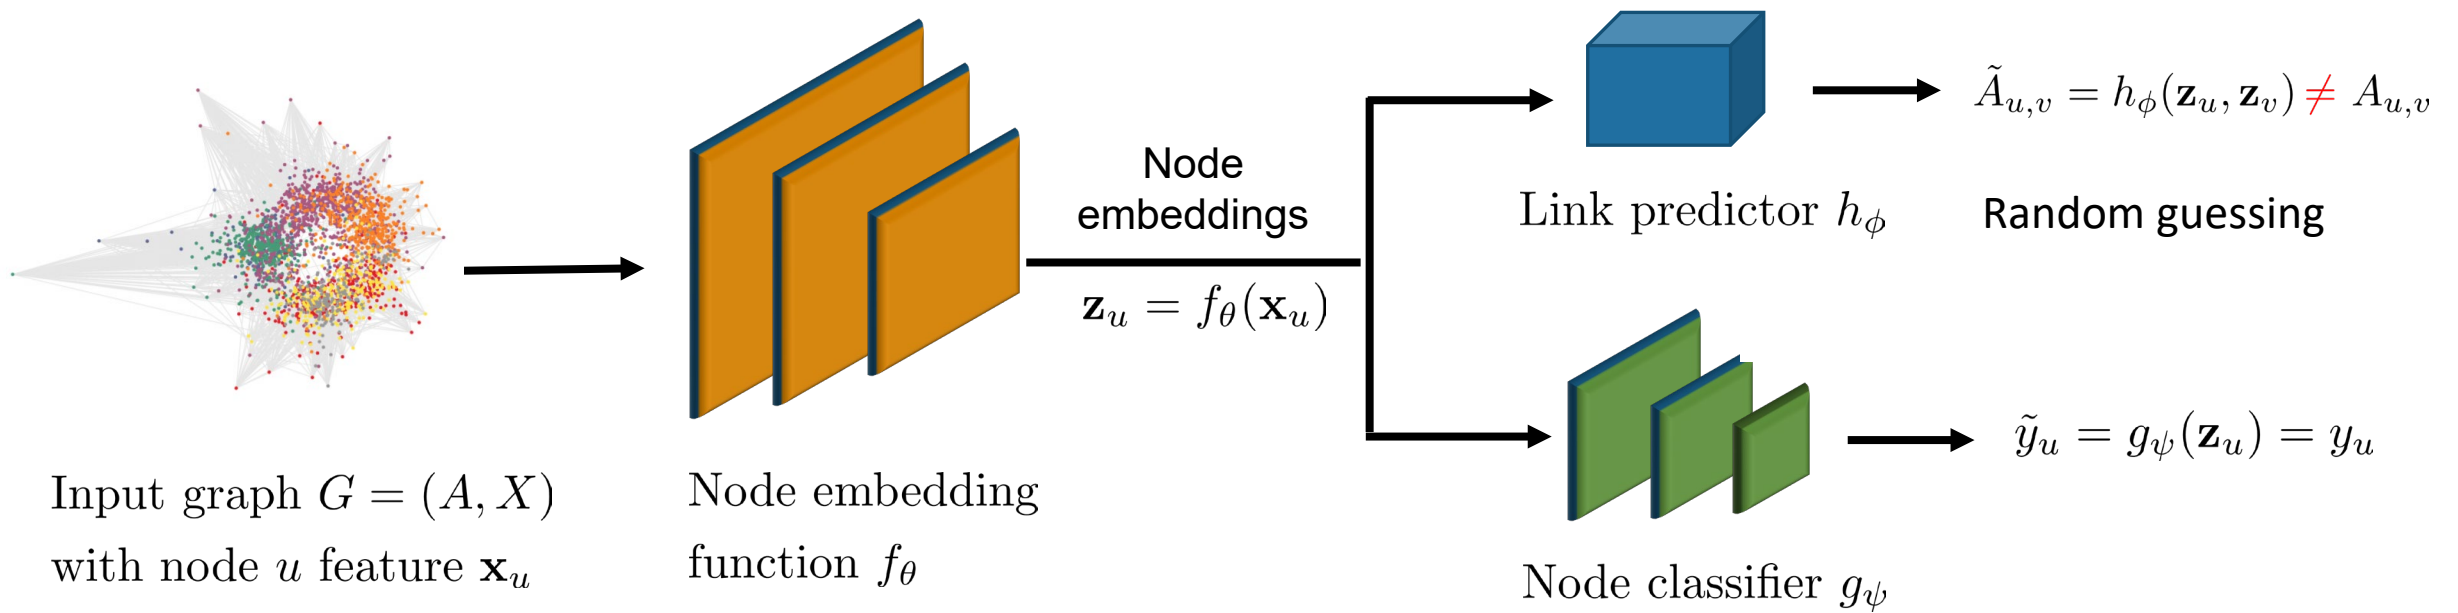 Input graph G = (A, X)
with node u feature 𝐱_u
Node embedding
function f_θ
Node
embeddings
𝐳_u = f_θ(𝐱_u)
Link predictor h_ϕ
Ã_{u,v} = h_ϕ(𝐳_u, 𝐳_v) ≠ A_{u,v}
Random guessing
Node classifier g_ψ
ỹ_u = g_ψ(𝐳_u) = y_u